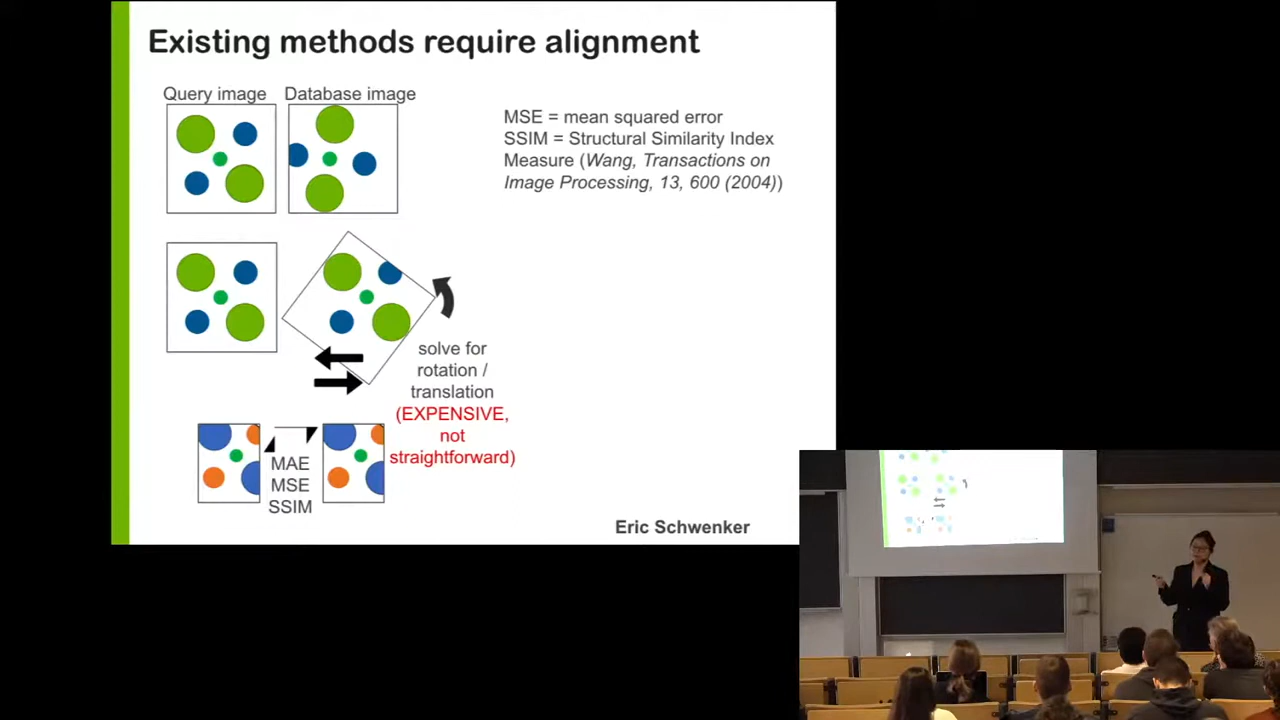 Existing methods require alignment
Query image
Database image
MSE = mean squared error
SSIM = Structural Similarity Index
Measure (Wang, Transactions on
Image Processing, 13, 600 (2004))
solve for
rotation /
translation
(EXPENSIVE,
not
straightforward)
MAE
MSE
SSIM
Eric Schwenker